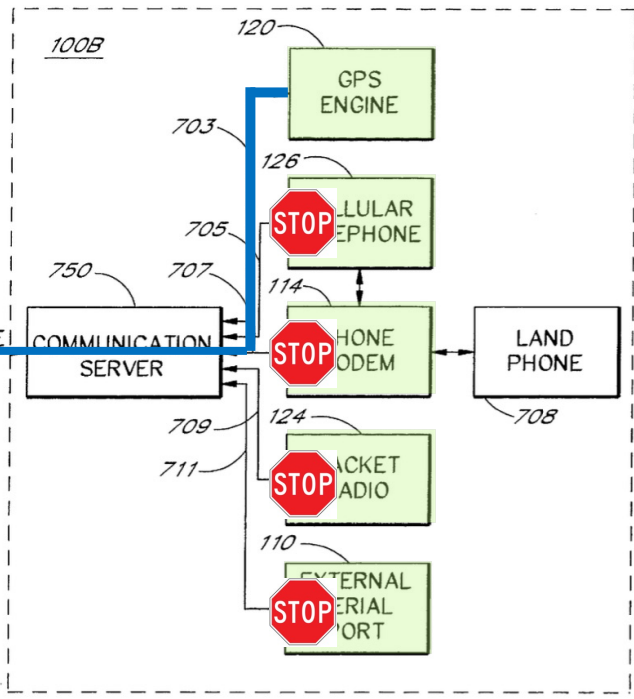 100B
120
GPS
ENGINE
703
126
STOP
LLULAR
EPHONE
705
707
750
114
COMMUNICATION
SERVER
STOP
HONE
ODEM
LAND
PHONE
708
709
124
711
STOP
ACKET
ADIO
110
EXTERNAL
STOP
ERIAL
PORT